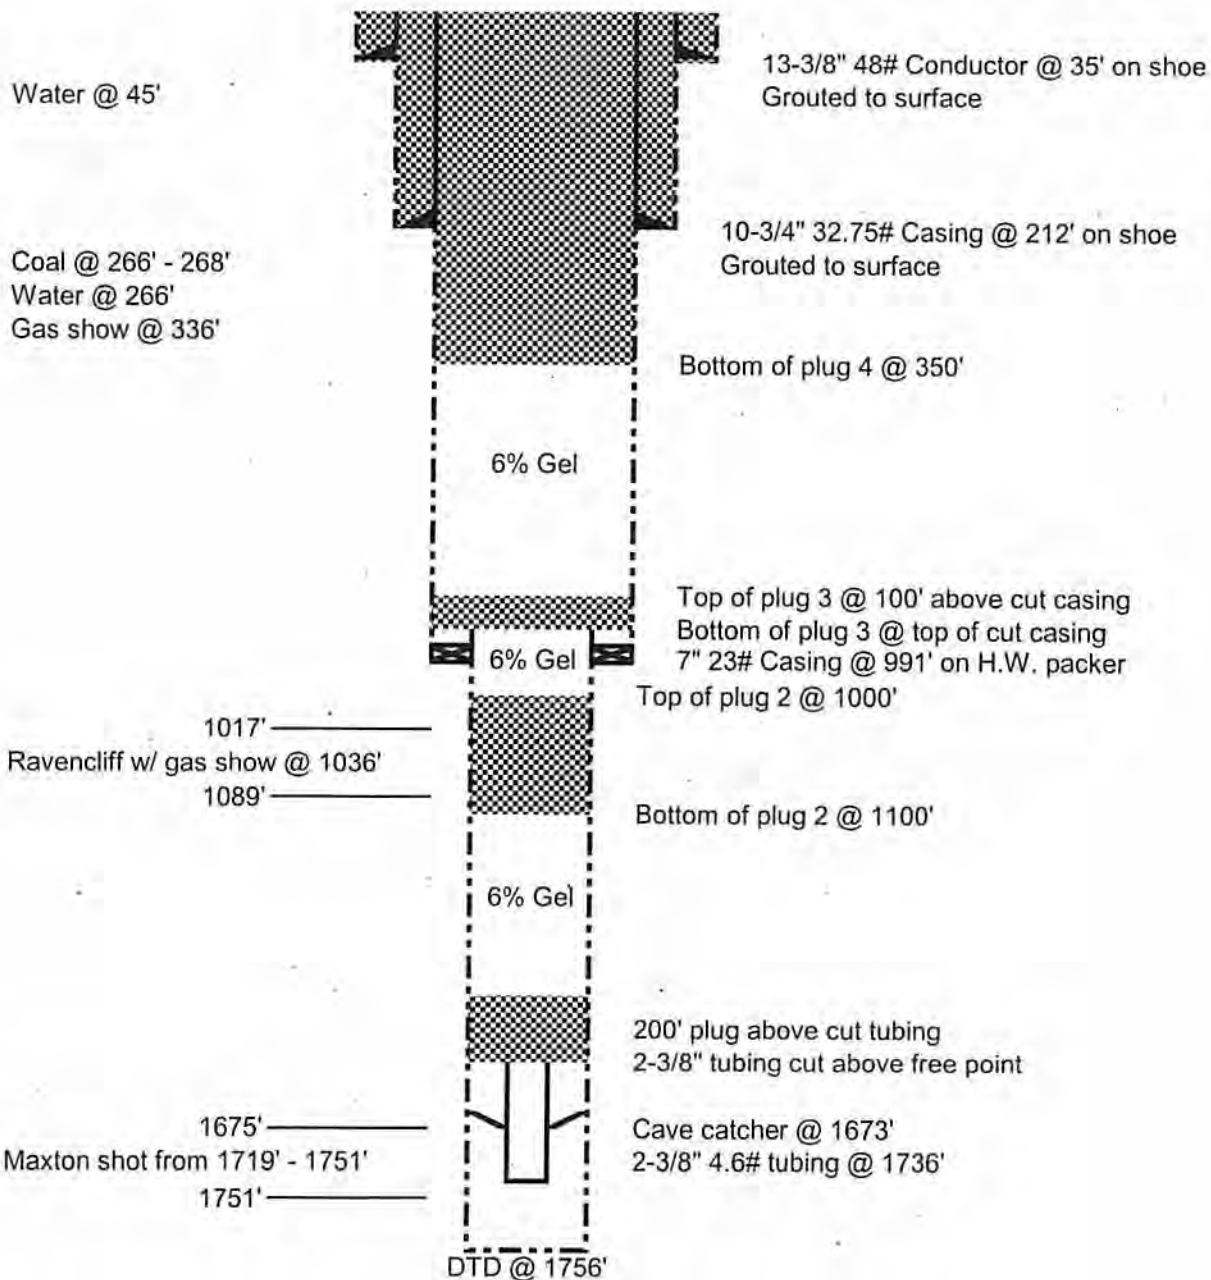 13-3/8" 48# Conductor @ 35' on shoe
Grouted to surface
Water @ 45'
10-3/4" 32.75# Casing @ 212' on shoe
Grouted to surface
Coal @ 266' - 268'
Water @ 266'
Gas show @ 336'
Bottom of plug 4 @ 350'
6% Gel
Top of plug 3 @ 100' above cut casing
Bottom of plug 3 @ top of cut casing
7" 23# Casing @ 991' on H.W. packer
6% Gel
Top of plug 2 @ 1000'
1017'
Ravencliff w/ gas show @ 1036'
1089'
Bottom of plug 2 @ 1100'
6% Gel
200' plug above cut tubing
2-3/8" tubing cut above free point
1675'
Cave catcher @ 1673'
Maxton shot from 1719' - 1751'
2-3/8" 4.6# tubing @ 1736'
1751'
DTD @ 1756'